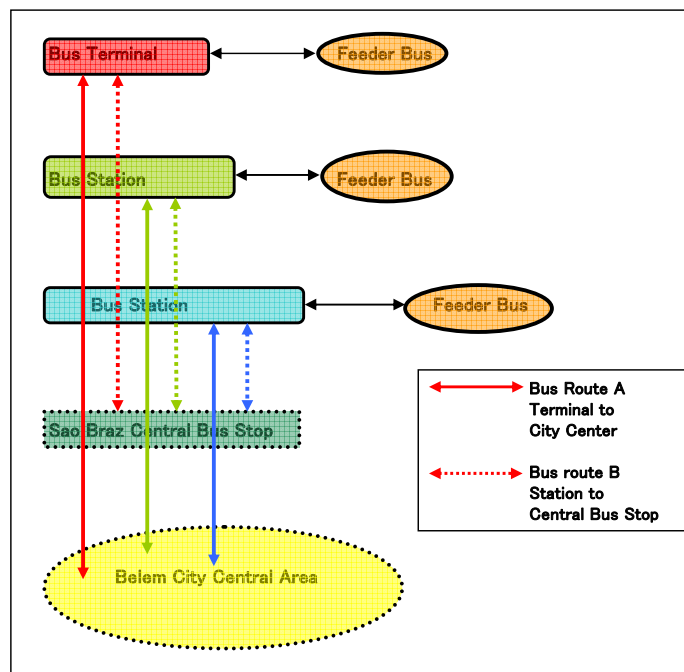 Bus Terminal
Feeder Bus
Bus Station
Feeder Bus
Bus Station
Feeder Bus
Bus Route A
Terminal to
City Center
Sao Braz Central Bus Stop
Bus route B
Station to
Central Bus Stop
Belem City Central Area